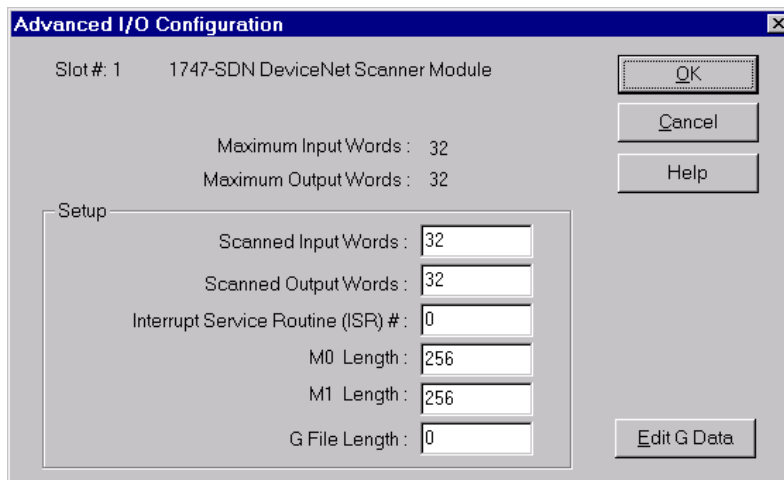 Advanced I/O Configuration
Slot #: 1 1747-SDN DeviceNet Scanner Module
OK
Cancel
Help
Maximum Input Words : 32
Maximum Output Words : 32
Setup
Scanned Input Words : 32
Scanned Output Words : 32
Interrupt Service Routine (ISR) # : 0
M0 Length : 256
M1 Length : 256
G File Length : 0
Edit G Data